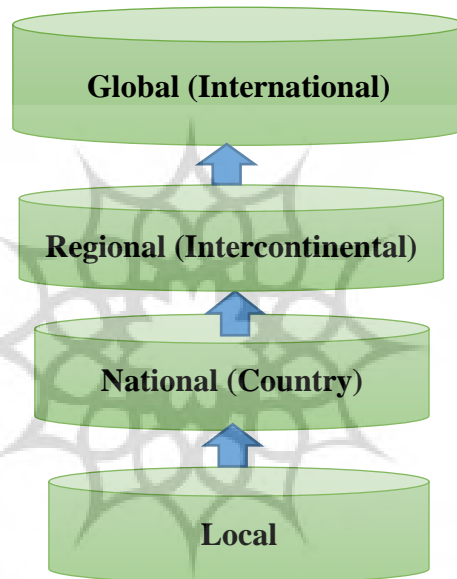 Global (International)
Regional (Intercontinental)
National (Country)
Local